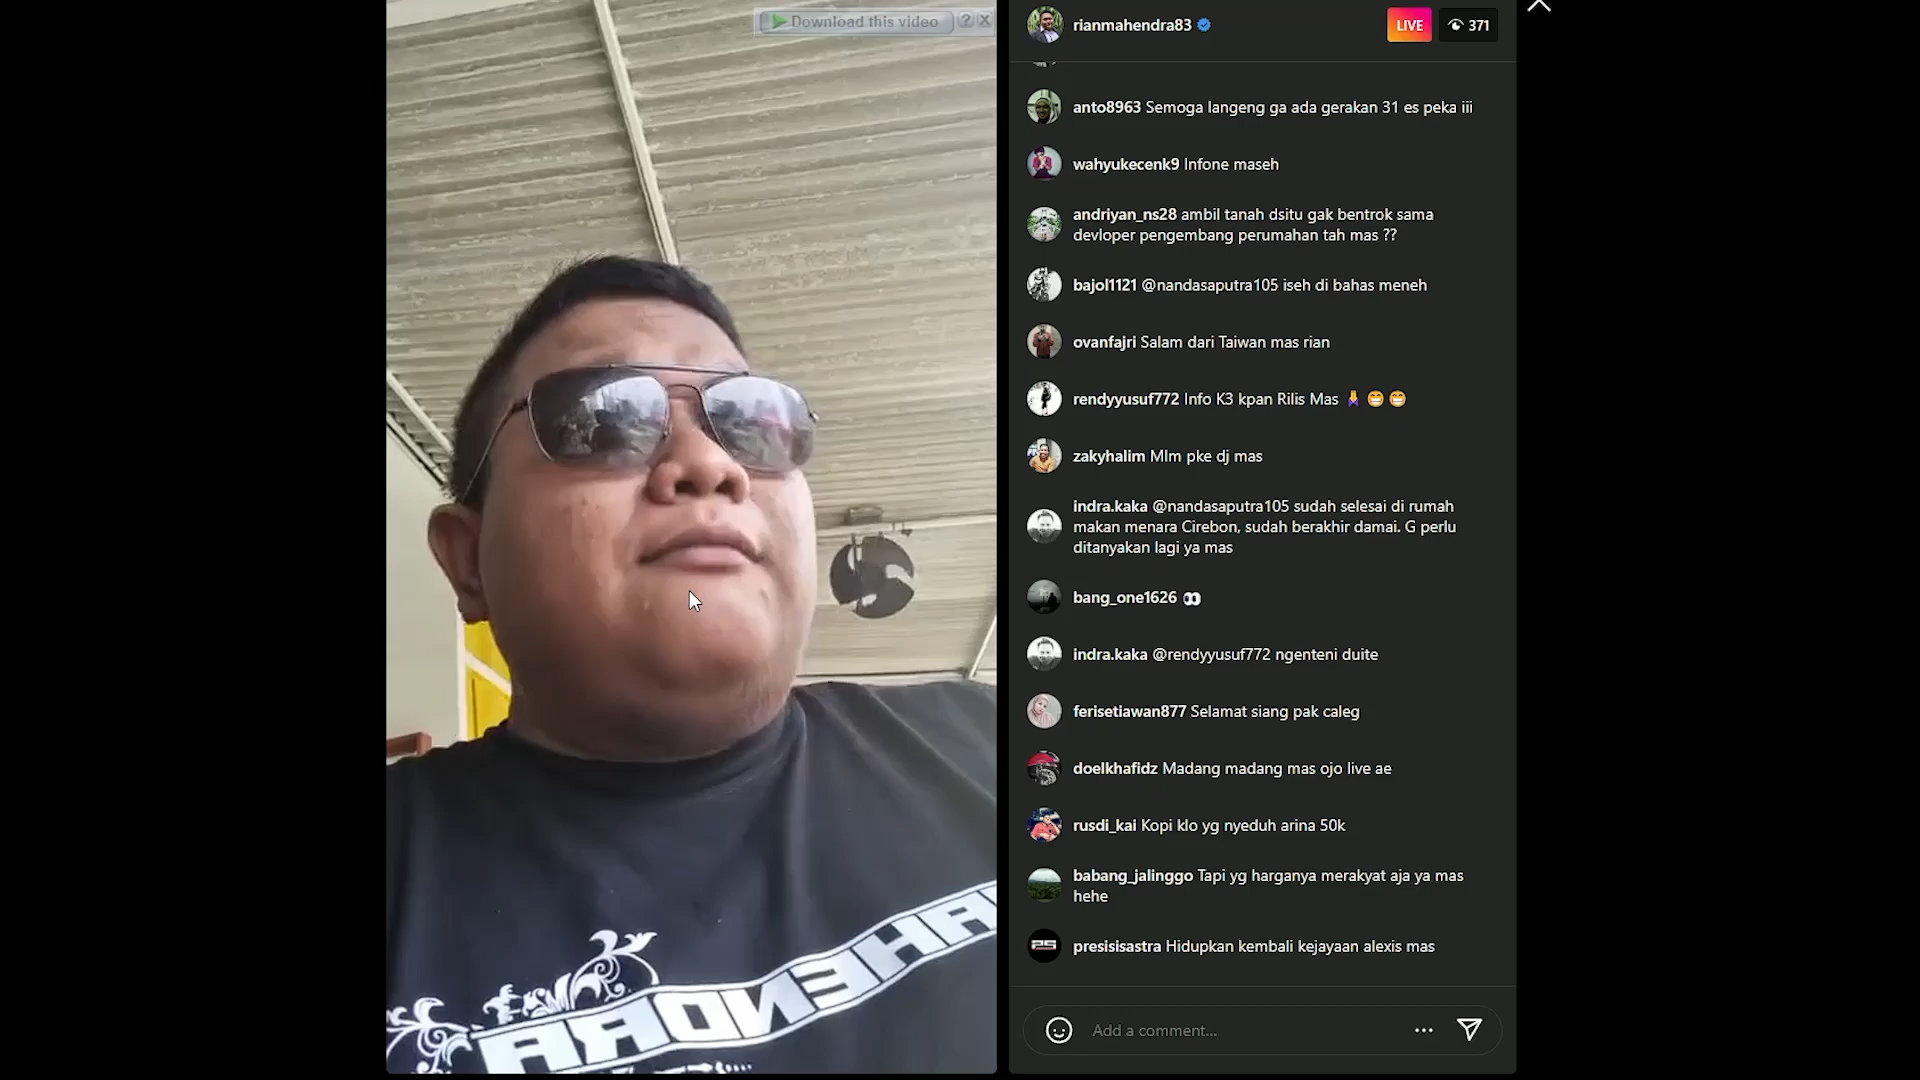 Download this video
rianmahendra83
LIVE
371
anto8963 Semoga langeng ga ada gerakan 31 es peka iii
wahyukecenk9 Infone maseh
andriyan_ns28 ambil tanah dsitu gak bentrok sama
devloper pengembang perumahan tah mas ??
bajol1121 @nandasaputra105 iseh di bahas meneh
ovanfajri Salam dari Taiwan mas rian
rendyyusuf772 Info K3 kpan Rilis Mas 🙏 😁 😁
zakyhalim Mlm pke dj mas
indra.kaka @nandasaputra105 sudah selesai di rumah
makan menara Cirebon, sudah berakhir damai. G perlu
ditanyakan lagi ya mas
bang_one1626 👀
indra.kaka @rendyyusuf772 ngenteni duite
ferisetiawan877 Selamat siang pak caleg
doelkhafidz Madang madang mas ojo live ae
rusdi_kai Kopi klo yg nyeduh arina 50k
babang_jalinggo Tapi yg harganya merakyat aja ya mas
hehe
presisisastra Hidupkan kembali kejayaan alexis mas
Add a comment...
AHENDRA